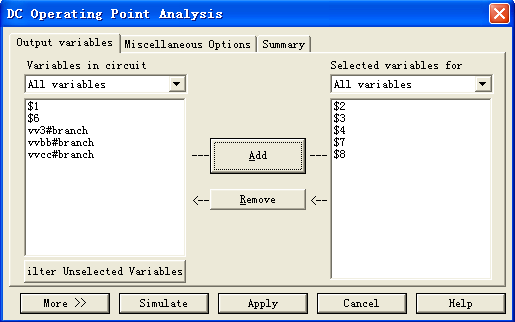 DC Operating Point Analysis
Output variables Miscellaneous Options Summary
Variables in circuit
All variables
$1
$6
vv3#branch
vvbb#branch
vvcc#branch
ilter Unselected Variables
--- Add ---
<-- Remove <--
Selected variables for
All variables
$2
$3
$4
$7
$8
More >> Simulate Apply Cancel Help